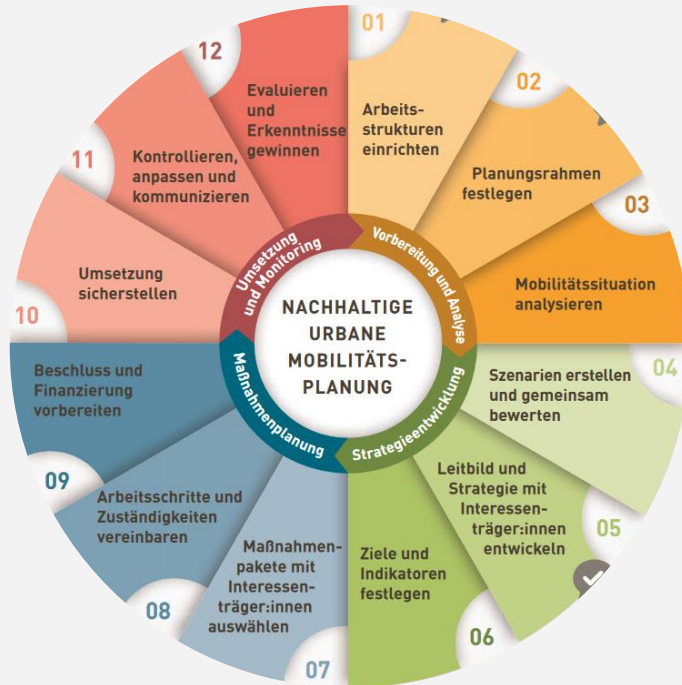 01
Arbeits-
strukturen
einrichten
02
Planungsrahmen
festlegen
03
Mobilitätssituation
analysieren
04
Szenarien erstellen
und gemeinsam
bewerten
05
Leitbild und
Strategie mit
Interessen-
träger:innen
entwickeln
06
Ziele und
Indikatoren
festlegen
07
Maßnahmen-
pakete mit
Interessen-
träger:innen
auswählen
08
Arbeitsschritte und
Zuständigkeiten
vereinbaren
09
Beschluss und
Finanzierung
vorbereiten
10
Umsetzung
sicherstellen
11
Kontrollieren,
anpassen und
kommunizieren
12
Evaluieren
und
Erkenntnisse
gewinnen
Vorbereitung und Analyse
Strategieentwicklung
Maßnahmenplanung
Umsetzung
und Monitoring
NACHHALTIGE
URBANE
MOBILITÄTS-
PLANUNG